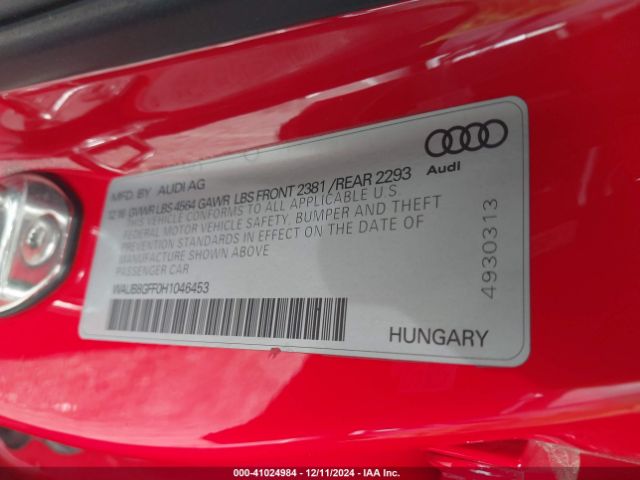 Audi
MFD. BY AUDI AG
12/16 GVWR LBS 4564 GAWR LBS FRONT 2381 / REAR 2293
THIS VEHICLE CONFORMS TO ALL APPLICABLE U.S.
FEDERAL MOTOR VEHICLE SAFETY, BUMPER AND THEFT
PREVENTION STANDARDS IN EFFECT ON THE DATE OF
MANUFACTURE SHOWN ABOVE
PASSENGER CAR
WAUB8GFF0H1046453
HUNGARY
4930313
000-41024984 - 12/11/2024 - IAA Inc.